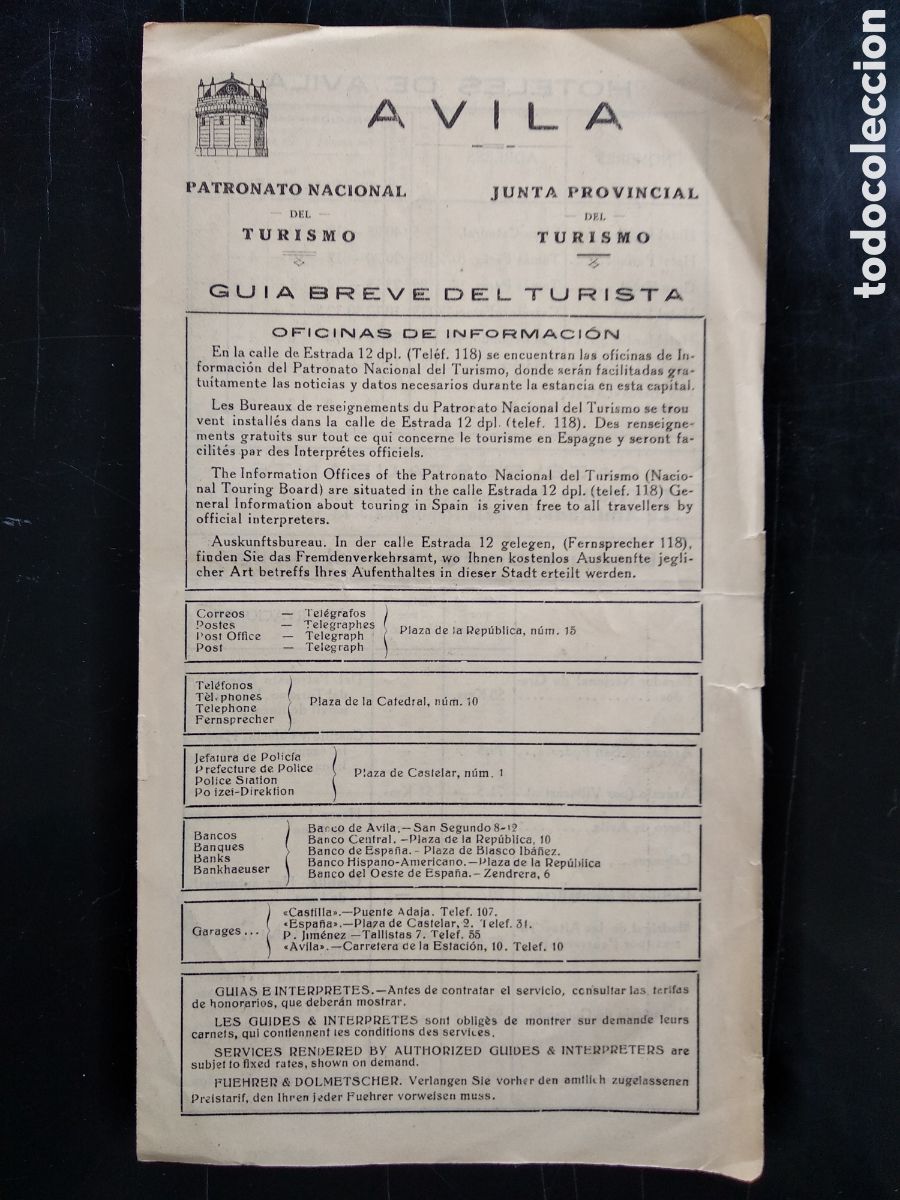 todocoleccion
AVILA
PATRONATO NACIONAL
DEL
TURISMO
JUNTA PROVINCIAL
DEL
TURISMO
GUIA BREVE DEL TURISTA
OFICINAS DE INFORMACIÓN
En la calle de Estrada 12 dpl. (Teléf. 118) se encuentran las oficinas de In-
formación del Patronato Nacional del Turismo, donde serán facilitadas gra-
tuítamente las noticias y datos necesarios durante la estancia en esta capital.
Les Bureaux de reseignements du Patronato Nacional del Turismo se trou
vent installés dans la calle de Estrada 12 dpl. (telef. 118). Des renseigne-
ments gratuits sur tout ce qui concerne le tourisme en Espagne y seront fa-
cilités par des Interprétes officiels.
The Information Offices of the Patronato Nacional del Turismo (Nacio-
nal Touring Board) are situated in the calle Estrada 12 dpl. (telef. 118) Ge-
neral Information about touring in Spain is given free to all travellers by
official interpreters.
Auskunftsbureau. In der calle Estrada 12 gelegen, (Fernsprecher 118),
finden Sie das Fremdenverkehrsamt, wo Ihnen kostenlos Auskuenfte jegli-
cher Art betreffs Ihres Aufenthaltes in dieser Stadt erteilt werden.
Correos — Telégrafos
Postes — Telegraphes
Post Office — Telegraph
Post — Telegraph
Plaza de la República, núm. 15
Teléfonos
Téléphones
Telephone
Fernsprecher
Plaza de la Catedral, núm. 10
Jefatura de Policía
Prefecture de Police
Police Station
Polizei-Direktion
Plaza de Castelar, núm. 1
Bancos
Banques
Banks
Bankhaeuser
Banco de Avila.—San Segundo 8-12
Banco Central.—Plaza de la República, 10
Banco de España.- Plaza de Blasco Ibáñez.
Banco Hispano-Americano.—Plaza de la República
Banco del Oeste de España.—Zendrera, 6
Garages ...
«Castilla».—Puente Adaja. Telef. 107.
«España».—Plaza de Castelar, 2. Telef. 31.
P. Jiménez —Tallistas 7. Telef. 55
«Avila».—Carretera de la Estación, 10. Telef. 10
GUIAS E INTERPRETES.—Antes de contratar el servicio, consultar las tarifas
de honorarios, que deberán mostrar.
LES GUIDES & INTERPRETES sont obligès de montrer sur demande leurs
carnets, qui contiennent les conditions des services.
SERVICES RENDERED BY AUTHORIZED GUIDES & INTERPRETERS are
subjet to fixed rates, shown on demand.
FUEHRER & DOLMETSCHER. Verlangen Sie vorher den amtlich zugelassenen
Preistarif, den Ihren jeder Fuehrer vorweisen muss.